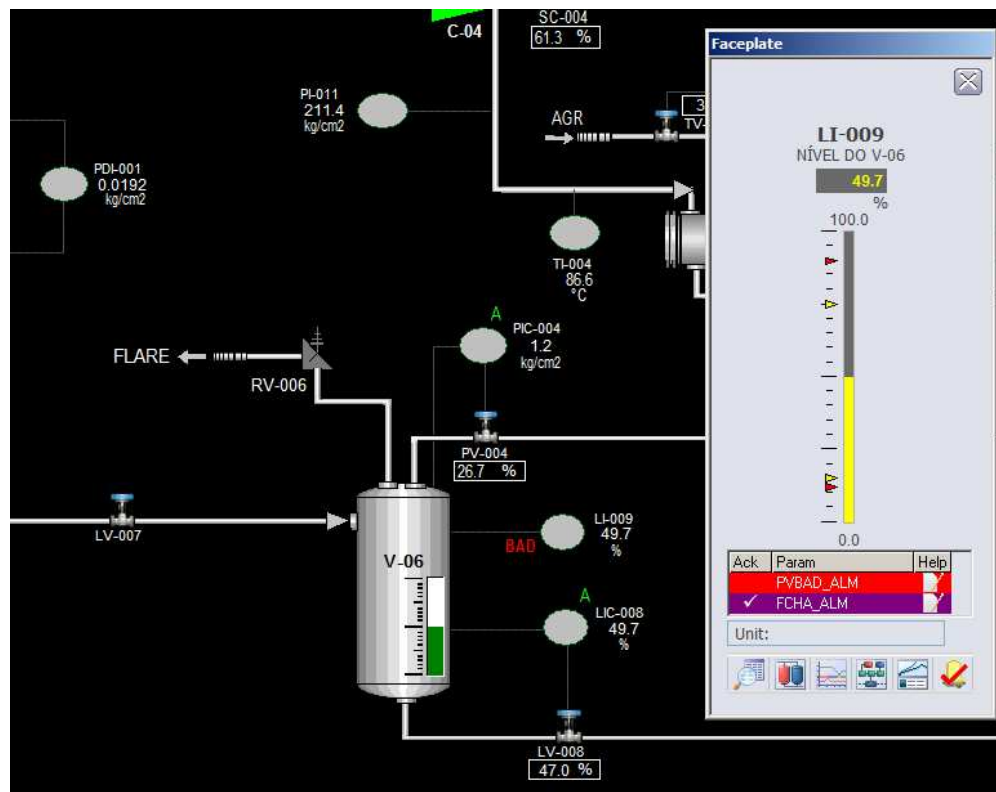 SC-004
61.3 %
C-04
PI-011
211.4
kg/cm2
AGR
3
TV-
PDI-001
0.0192
kg/cm2
TI-004
86.6
°C
A
PIC-004
1.2
kg/cm2
FLARE
RV-006
PV-004
26.7 %
LV-007
V-06
BAD
LI-009
49.7
%
A
LIC-008
49.7
%
LV-008
47.0 %
Faceplate
LI-009
NÍVEL DO V-06
49.7
%
100.0
0.0
Ack Param Help
PVBAD_ALM
FCHA_ALM
Unit: